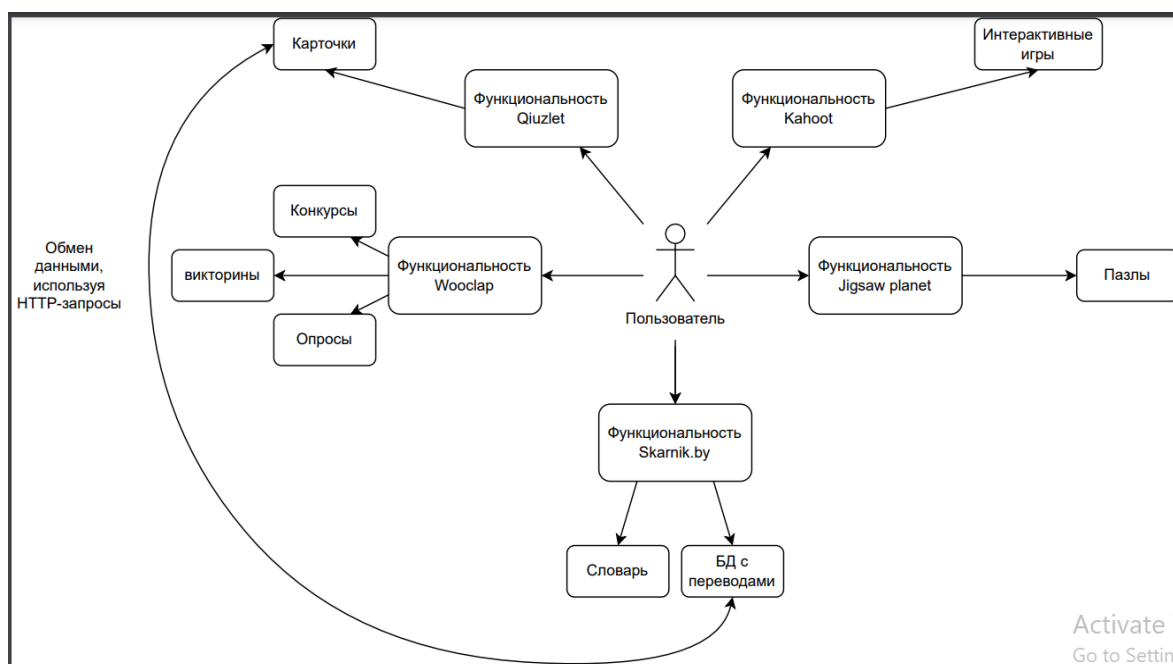 Карточки
Интерактивные
игры
Функциональность
Qiuzlet
Функциональность
Kahoot
Конкурсы
Обмен
данными,
используя
HTTP-запросы
викторины
Функциональность
Wooclap
Функциональность
Jigsaw planet
Пазлы
Опросы
Пользователь
Функциональность
Skarnik.by
Словарь
БД с
переводами
Activate
Go to Settin